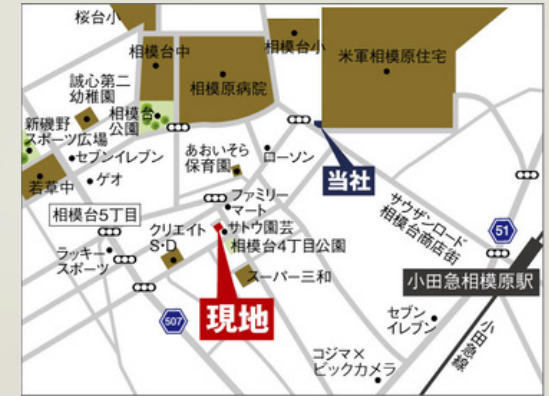 桜台小
相模台中
相模台小
米軍相模原住宅
誠心第二
幼稚園
相模原病院
相模台
公園
新磯野
スポーツ広場
セブンイレブン
あおいそら
保育園
ローソン
当社
若草中
ゲオ
ファミリー
マート
サウザンロード
相模台商店街
51
相模台5丁目
クリエイト
S・D
サトウ園芸
相模台4丁目公園
ラッキー
スポーツ
スーパー三和
小田急相模原駅
507
現地
セブン
イレブン
小田急線
コジマ×
ビックカメラ